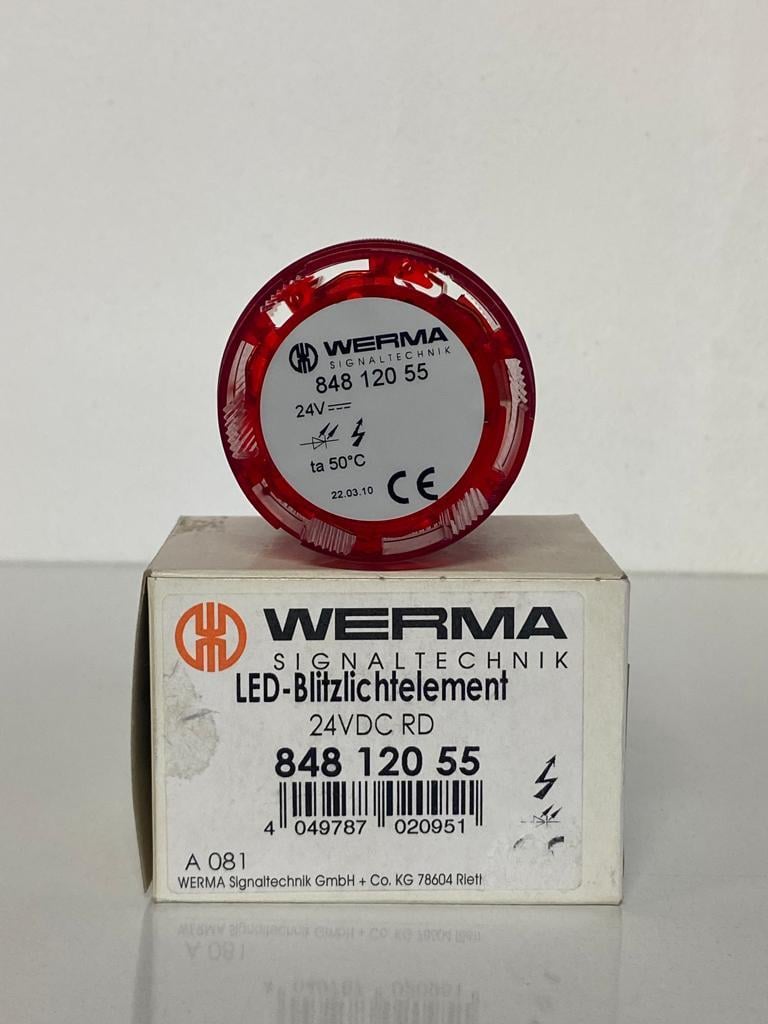 WERMA
SIGNALTECHNIK
848 120 55
24V
ta 50°C
22.03.10 CE
WERMA
SIGNALTECHNIK
LED-Blitzlichtelement
24VDC RD
848 120 55
4 049787 020951
A 081
WERMA Signaltechnik GmbH + Co. KG 78604 Riet